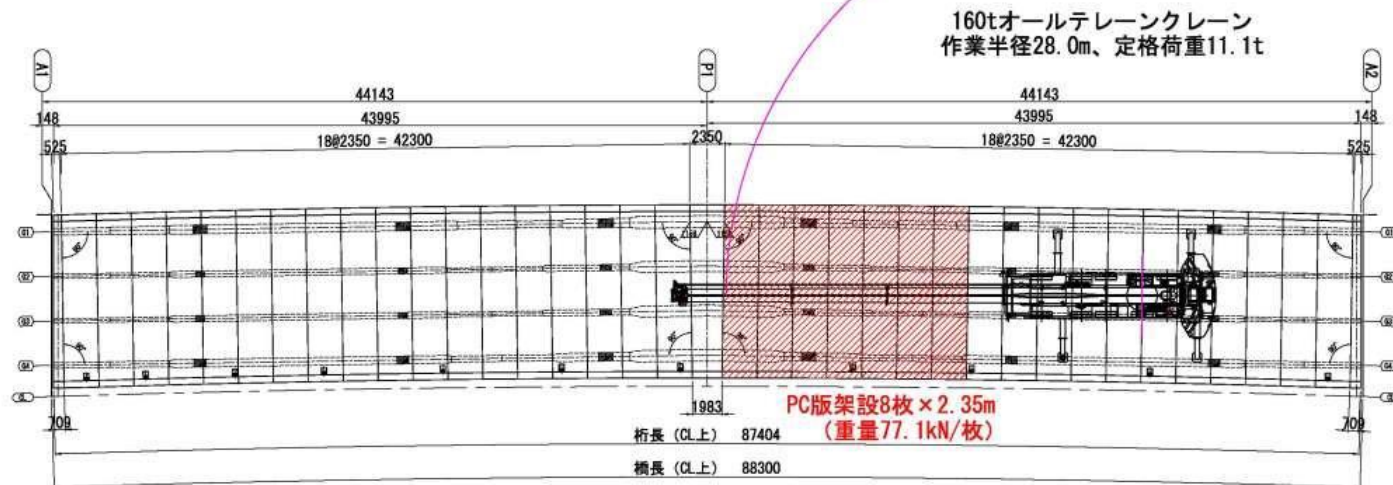 160tオールテレーンクレーン
作業半径28.0m、定格荷重11.1t
A1
P1
A2
44143
44143
148
43995
43995
148
525
18@2350 = 42300
2350
18@2350 = 42300
525
G1
G1
G2
G2
G3
G3
G4
G4
709
1983
709
PC版架設8枚×2.35m
(重量77.1kN/枚)
桁長 (CL上) 87404
橋長 (CL上) 88300